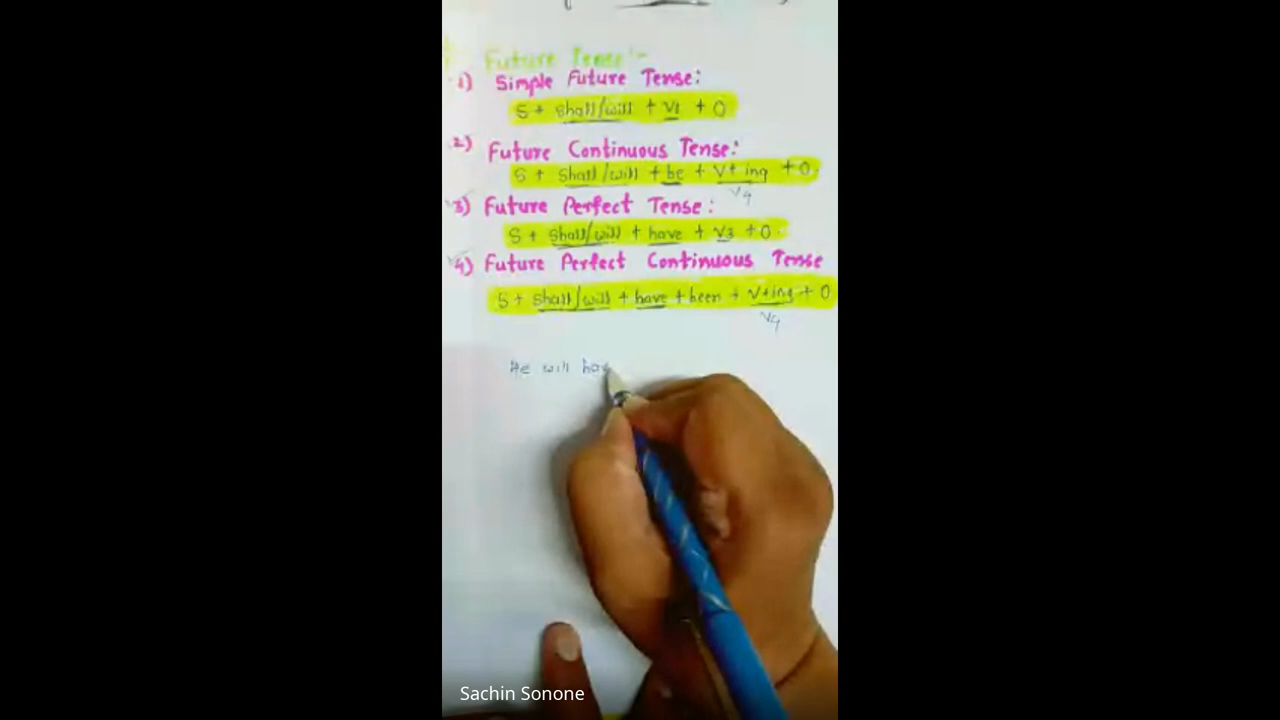 Future Tense :-
1) Simple Future Tense:
S + shall/will + V1 + O
2) Future Continuous Tense:
S + shall/will + be + V+ing + O.
V4
3) Future Perfect Tense :
S + shall/will + have + V3 + O.
4) Future Perfect Continuous Tense
S + shall/will + have + been + V+ing + O
V4
He will hav
Sachin Sonone